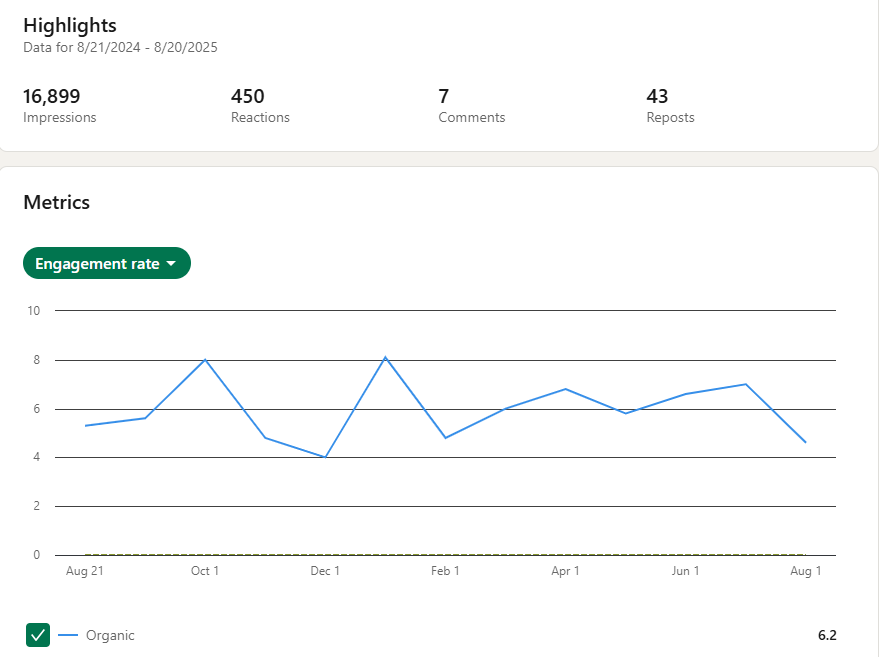 Highlights
Data for 8/21/2024 - 8/20/2025
16,899 450 7 43
Impressions Reactions Comments Reposts
Metrics
Engagement rate
10
8
6
4
2
0
Aug 21 Oct 1 Dec 1 Feb 1 Apr 1 Jun 1 Aug 1
Organic 6.2